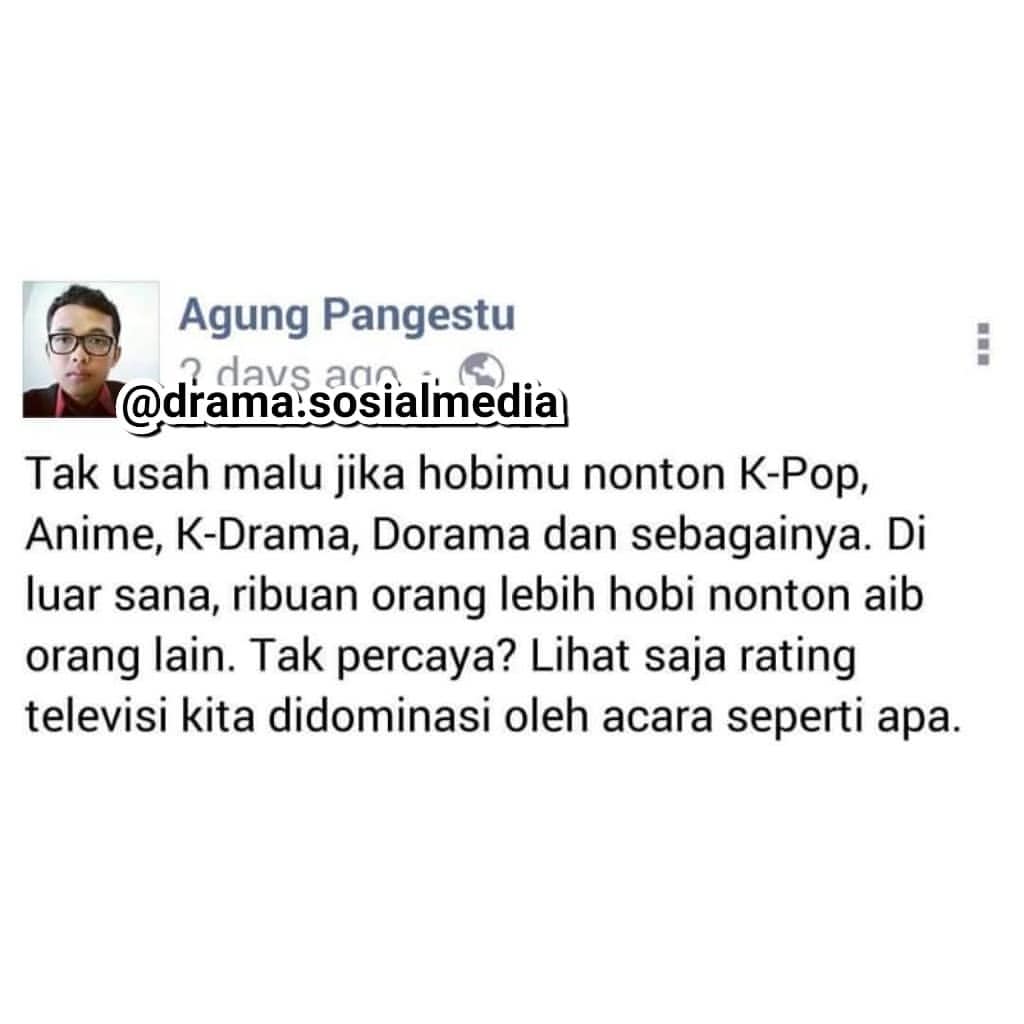 Agung Pangestu
2 days ago ·
@drama.sosialmedia
Tak usah malu jika hobimu nonton K-Pop,
Anime, K-Drama, Dorama dan sebagainya. Di
luar sana, ribuan orang lebih hobi nonton aib
orang lain. Tak percaya? Lihat saja rating
televisi kita didominasi oleh acara seperti apa.